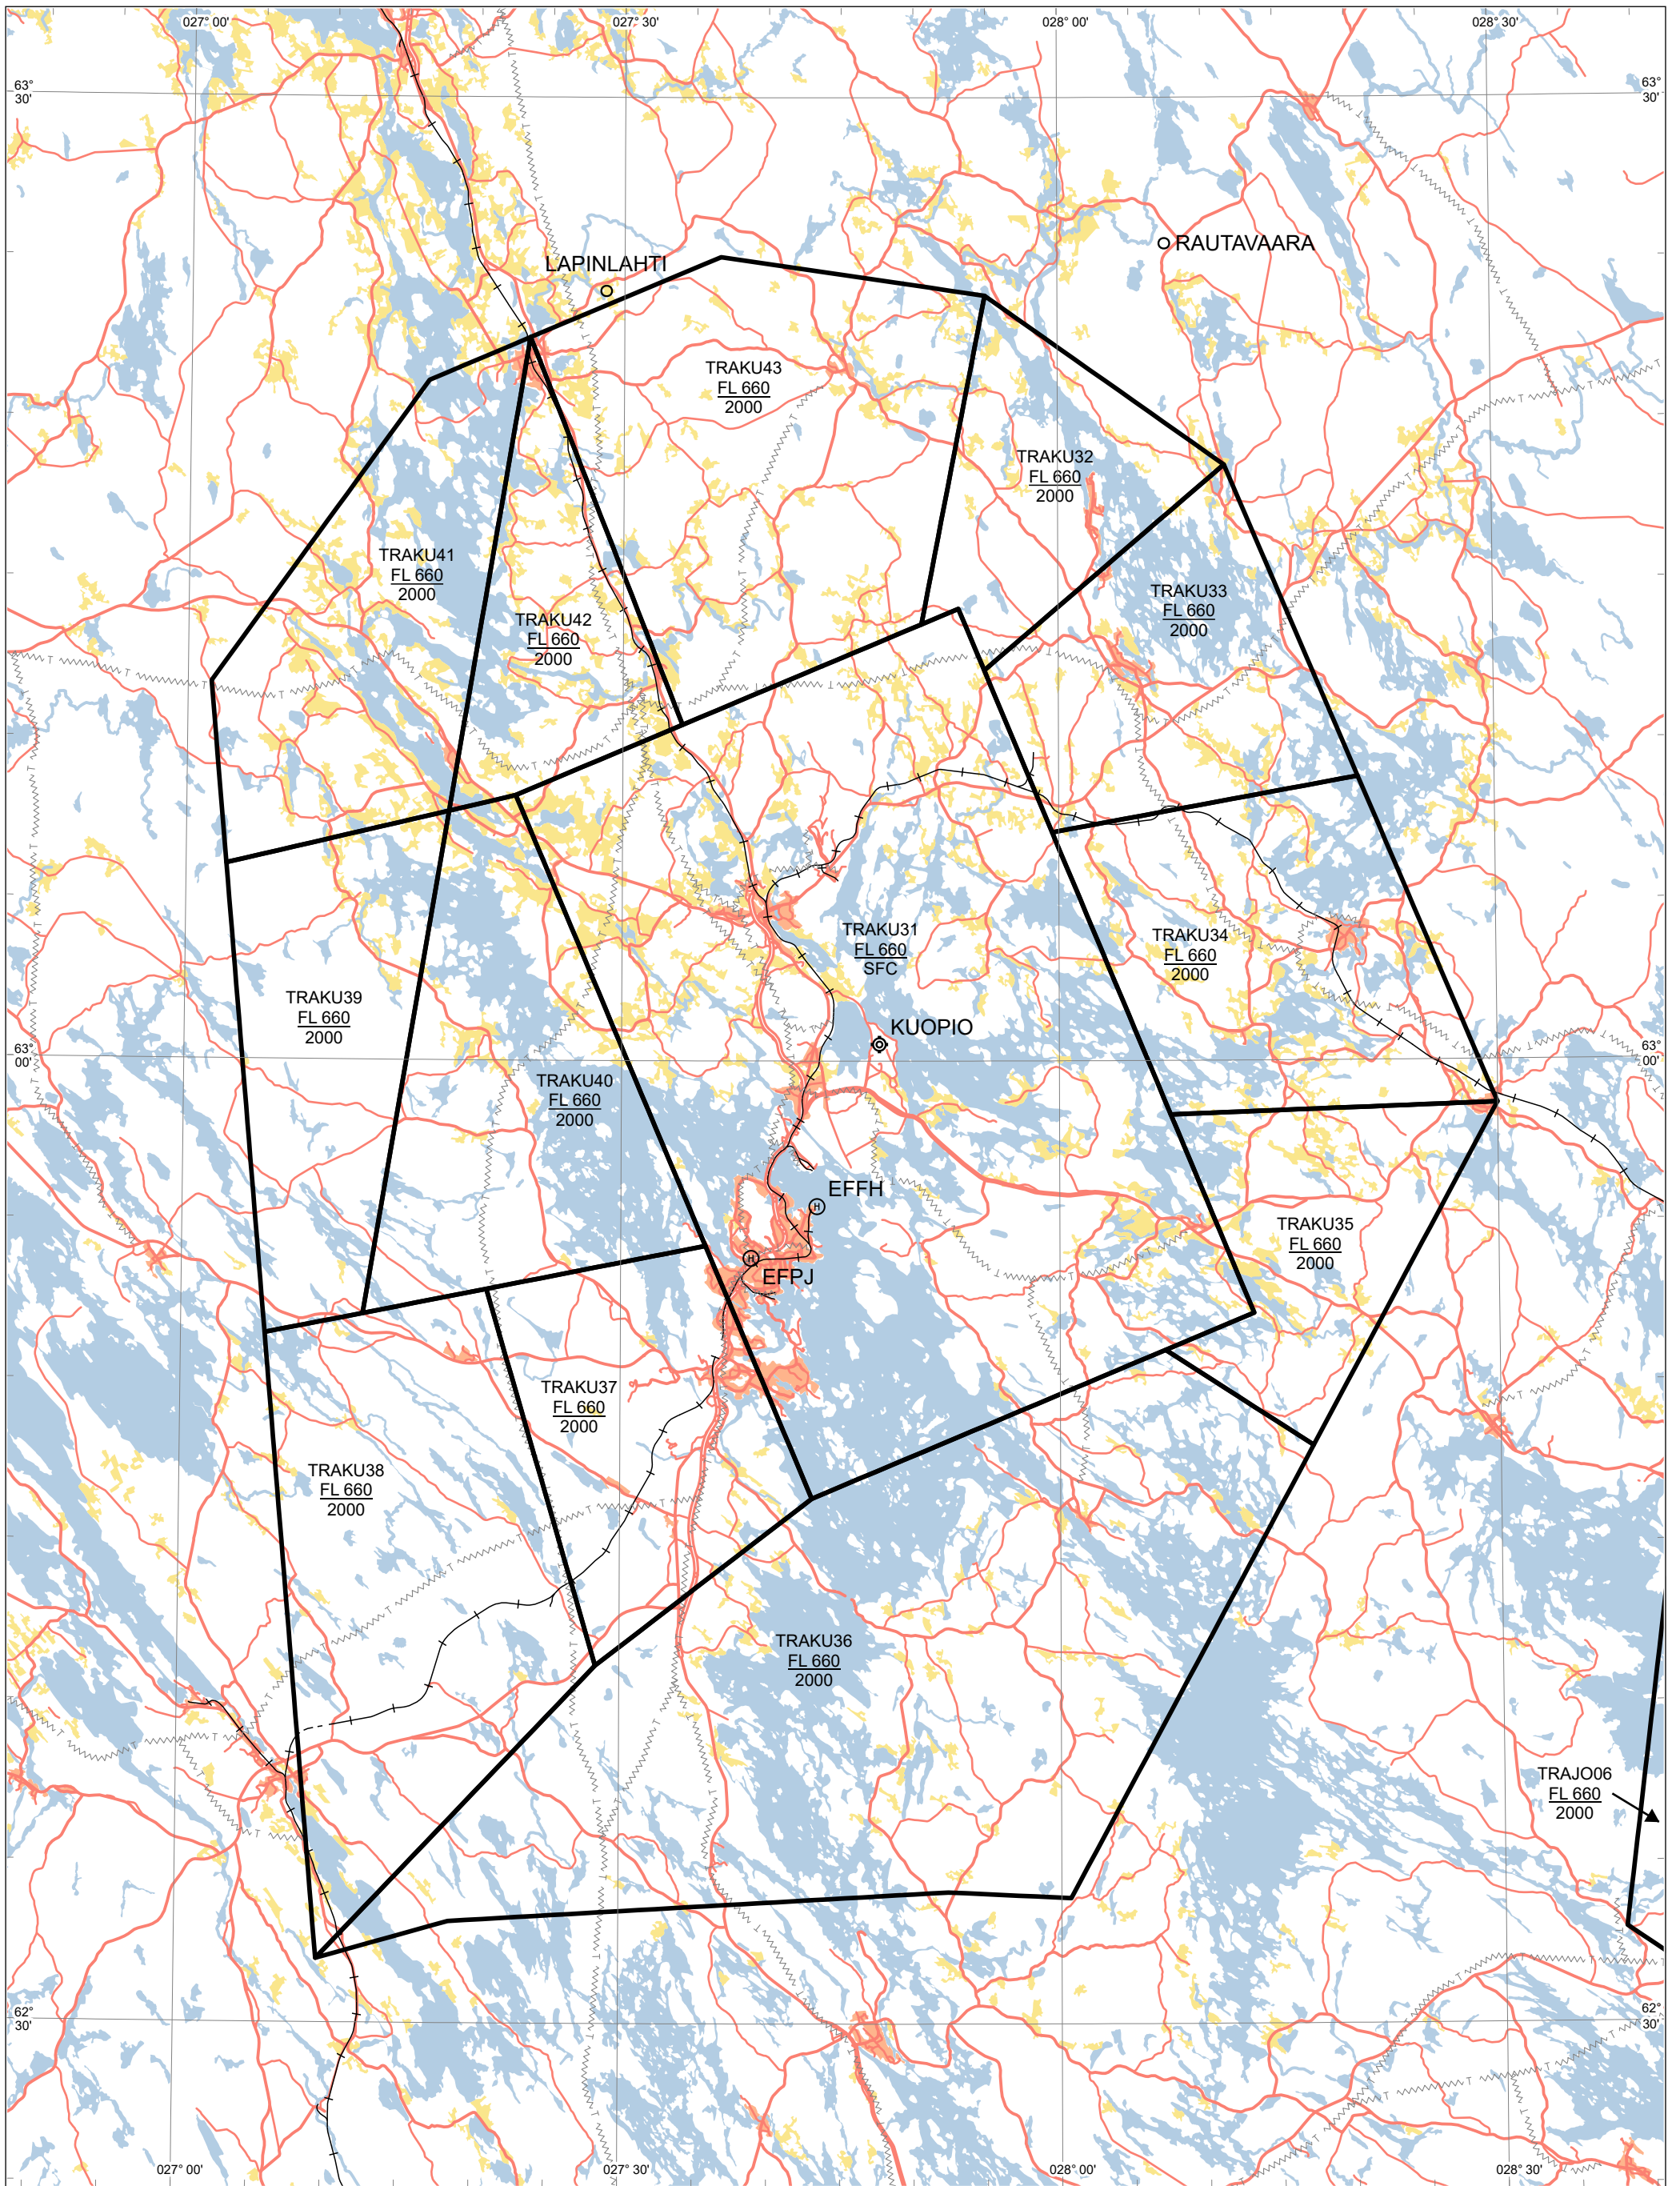 027° 00'
027° 30'
028° 00'
028° 30'
63°
30'
63°
30'
RAUTAVAARA
LAPINLAHTI
TRAKU43
FL 660
2000
TRAKU32
FL 660
2000
TRAKU41
FL 660
2000
TRAKU33
FL 660
2000
TRAKU42
FL 660
2000
TRAKU31
FL 660
SFC
TRAKU34
FL 660
2000
TRAKU39
FL 660
2000
KUOPIO
63°
00'
63°
00'
TRAKU40
FL 660
2000
EFFH
H
TRAKU35
FL 660
2000
H
EFPJ
TRAKU37
FL 660
2000
TRAKU38
FL 660
2000
TRAKU36
FL 660
2000
TRAJO06
FL 660
2000
62°
30'
62°
30'
027° 00'
027° 30'
028° 00'
028° 30'